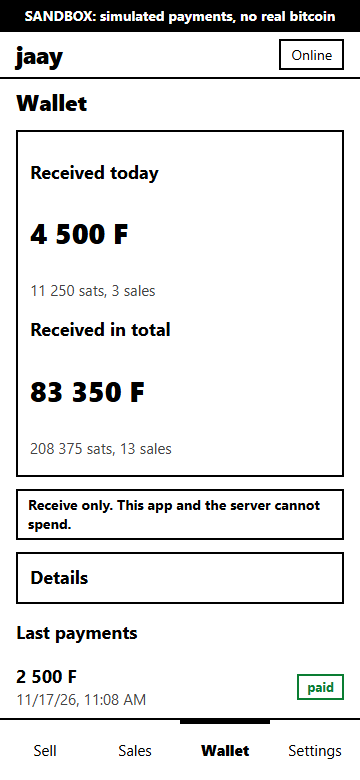 SANDBOX: simulated payments, no real bitcoin
jaay
Online
Wallet
Received today
4 500 F
11 250 sats, 3 sales
Received in total
83 350 F
208 375 sats, 13 sales
Receive only. This app and the server cannot
spend.
Details
Last payments
2 500 F
paid
11/17/26, 11:08 AM
Sell
Sales
Wallet
Settings